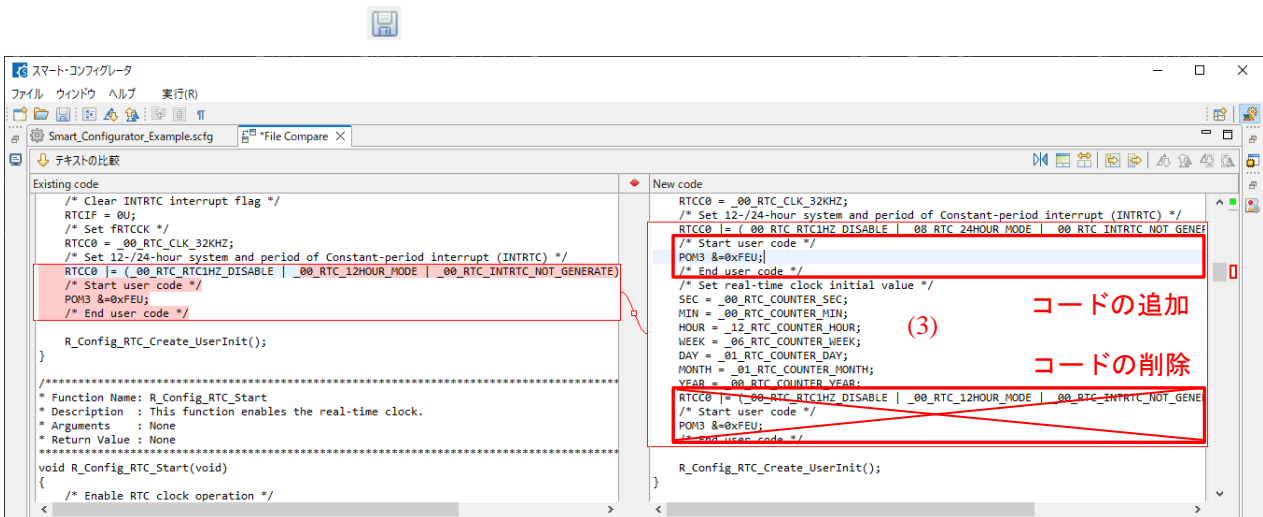 スマート・コンフィグレータ
ファイル ウィンドウ ヘルプ 実行(R)
Smart_Configurator_Example.scfg
*File Compare
テキストの比較
Existing code
/* Clear INTRTC interrupt flag */
RTCIF = 0U;
/* Set fRTCCK */
RTCC0 = _00_RTC_CLK_32KHZ;
/* Set 12-/24-hour system and period of Constant-period interrupt (INTRTC) */
RTCC0 |= (_00_RTC_RTC1HZ_DISABLE | _00_RTC_12HOUR_MODE | _00_RTC_INTRTC_NOT_GENERATE)
/* Start user code */
POM3 &=0xFEU;
/* End user code */
R_Config_RTC_Create_UserInit();
}
/***************************************************************************************
* Function Name: R_Config_RTC_Start
* Description : This function enables the real-time clock.
* Arguments : None
* Return Value : None
****************************************************************************************
void R_Config_RTC_Start(void)
{
/* Enable RTC clock operation */
New code
RTCC0 = _00_RTC_CLK_32KHZ;
/* Set 12-/24-hour system and period of Constant-period interrupt (INTRTC) */
RTCC0 |= (_00_RTC_RTC1HZ_DISABLE | _08_RTC_24HOUR_MODE | _00_RTC_INTRTC_NOT_GENER
/* Start user code */
POM3 &=0xFEU;
/* End user code */
/* Set real-time clock initial value */
SEC = _00_RTC_COUNTER_SEC;
MIN = _00_RTC_COUNTER_MIN;
HOUR = _12_RTC_COUNTER_HOUR;
WEEK = _06_RTC_COUNTER_WEEK;
DAY = _01_RTC_COUNTER_DAY;
MONTH = _01_RTC_COUNTER_MONTH;
YEAR = _00_RTC_COUNTER_YEAR;
RTCC0 |= (_00_RTC_RTC1HZ_DISABLE | _00_RTC_12HOUR_MODE | _00_RTC_INTRTC_NOT_GENER
/* Start user code */
POM3 &=0xFEU;
/* End user code */
R_Config_RTC_Create_UserInit();
}
コードの追加
(3)
コードの削除